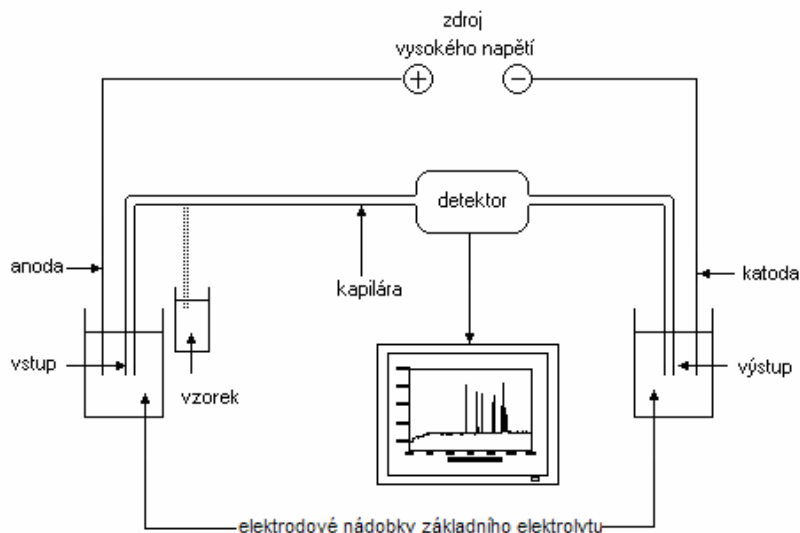 zdroj
vysokého napětí
+
−
detektor
anoda
kapilára
katoda
vstup
vzorek
výstup
elektrodové nádobky základního elektrolytu